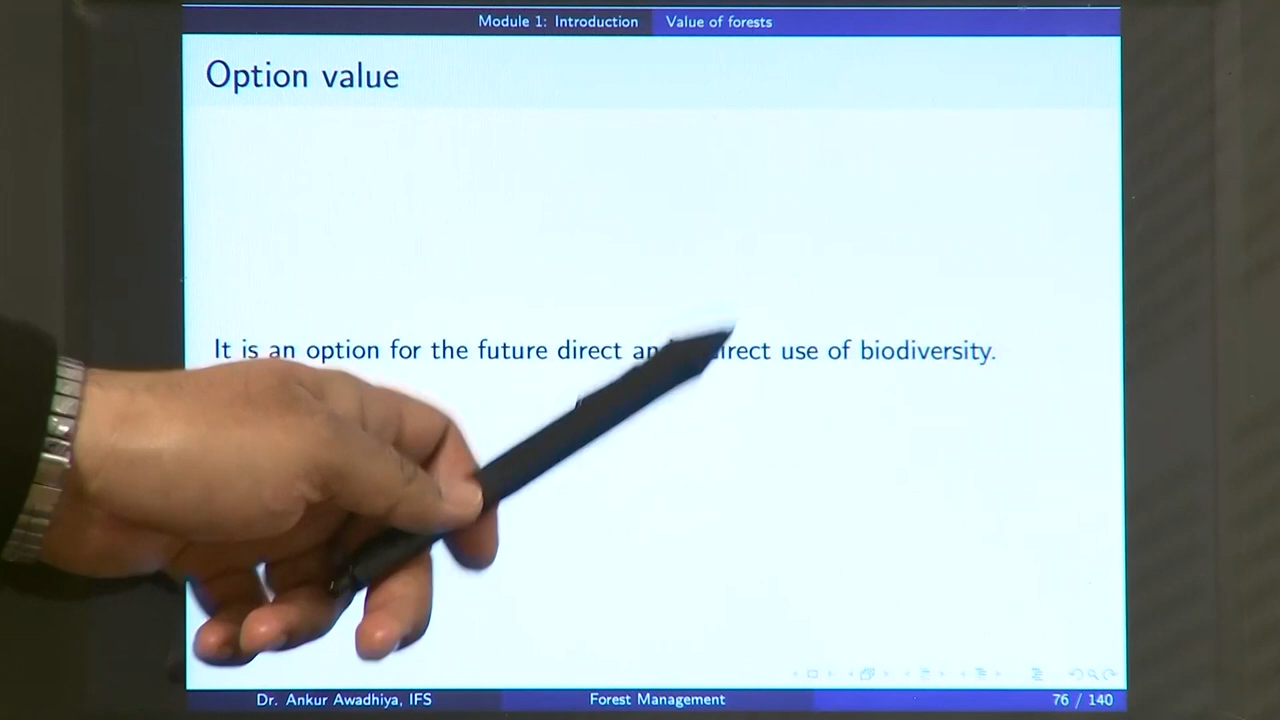 Module 1: Introduction Value of forests
Option value
It is an option for the future direct use of biodiversity.
Dr. Ankur Awadhiya, IFS Forest Management 76 / 140